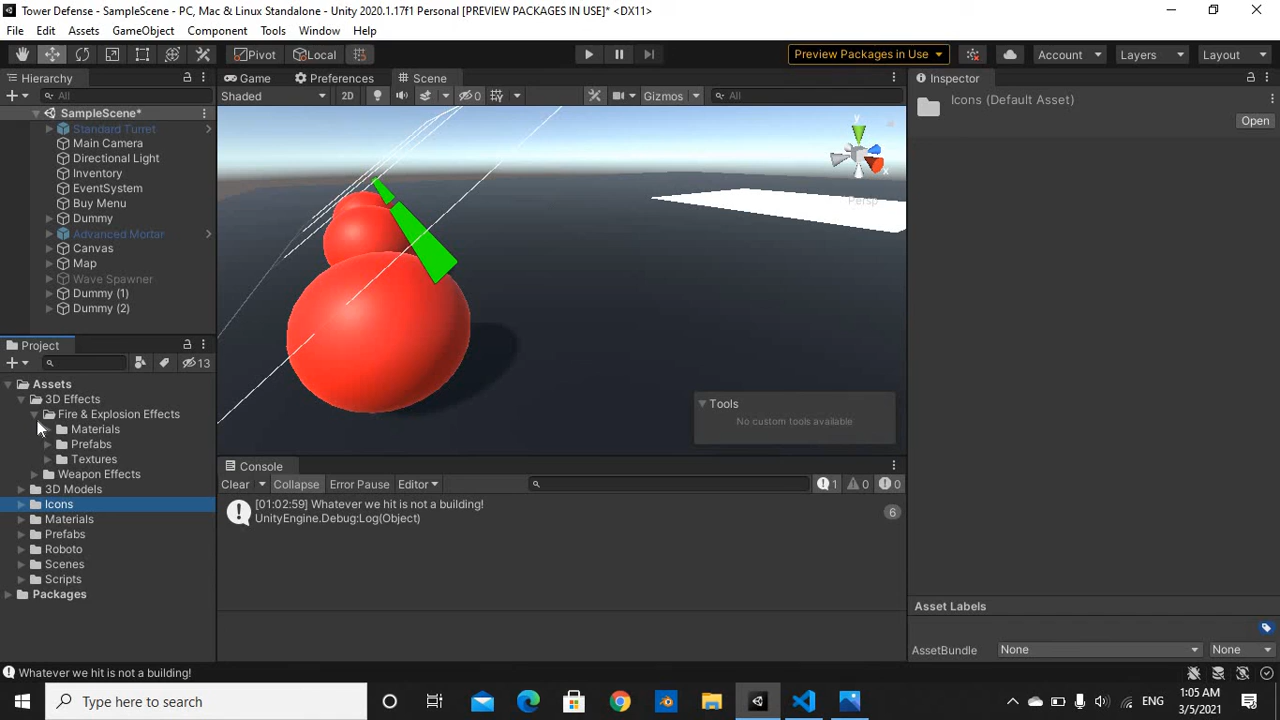 Tower Defense - SampleScene - PC, Mac & Linux Standalone - Unity 2020.1.17f1 Personal [PREVIEW PACKAGES IN USE]* <DX11>
File Edit Assets GameObject Component Tools Window Help
Pivot Local Preview Packages in Use Account Layers Layout
Hierarchy
All
SampleScene*
Standard Turret
Main Camera
Directional Light
Inventory
EventSystem
Buy Menu
Dummy
Advanced Mortar
Canvas
Map
Wave Spawner
Dummy (1)
Dummy (2)
Game Preferences Scene
Shaded 2D 0 Gizmos All
y
x
Persp
Tools
No custom tools available
Inspector
Icons (Default Asset)
Open
Project
13
Assets
3D Effects
Fire & Explosion Effects
Materials
Prefabs
Textures
Weapon Effects
3D Models
Icons
Materials
Prefabs
Roboto
Scenes
Scripts
Packages
Console
Clear Collapse Error Pause Editor 1 0 0
[01:02:59] Whatever we hit is not a building!
UnityEngine.Debug:Log(Object)
6
Asset Labels
AssetBundle None None
Whatever we hit is not a building!
Type here to search
ENG
1:05 AM
3/5/2021